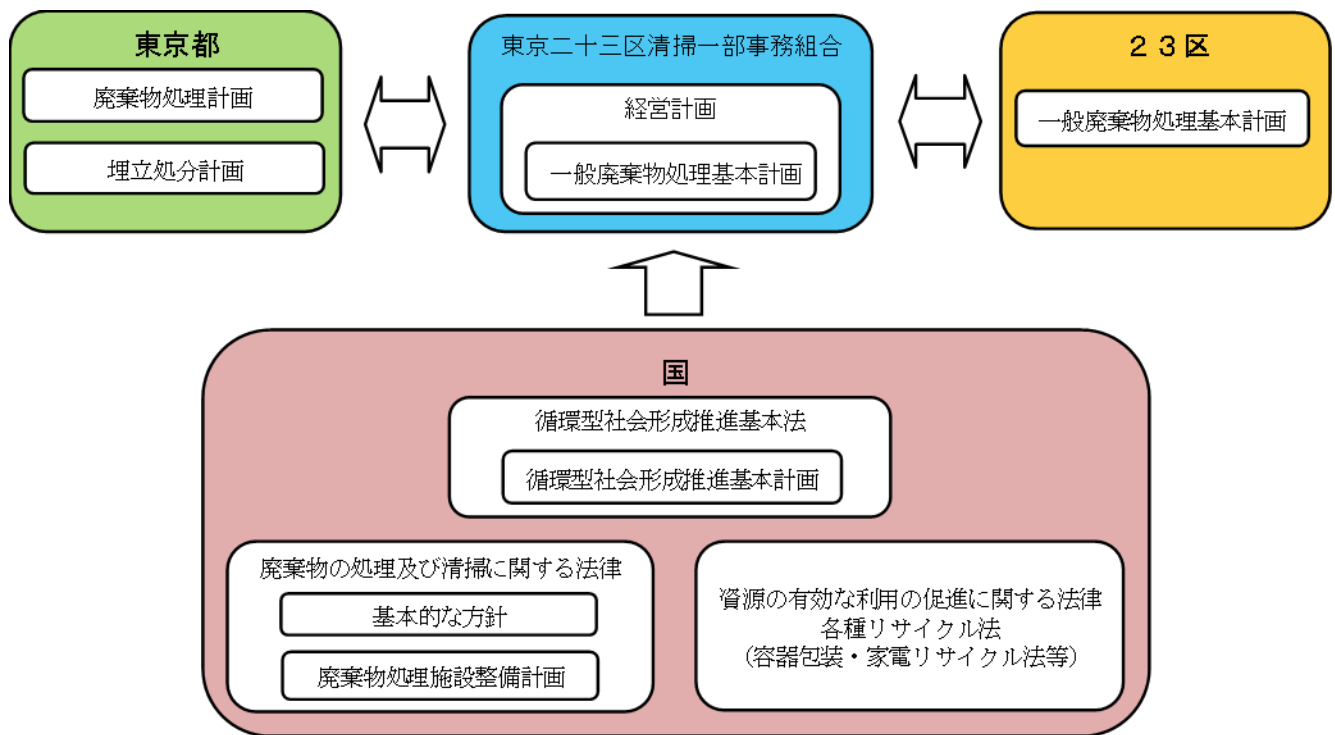 東京都
廃棄物処理計画
埋立処分計画
東京二十三区清掃一部事務組合
経営計画
一般廃棄物処理基本計画
２３区
一般廃棄物処理基本計画
国
循環型社会形成推進基本法
循環型社会形成推進基本計画
廃棄物の処理及び清掃に関する法律
基本的な方針
廃棄物処理施設整備計画
資源の有効な利用の促進に関する法律
各種リサイクル法
（容器包装・家電リサイクル法等）